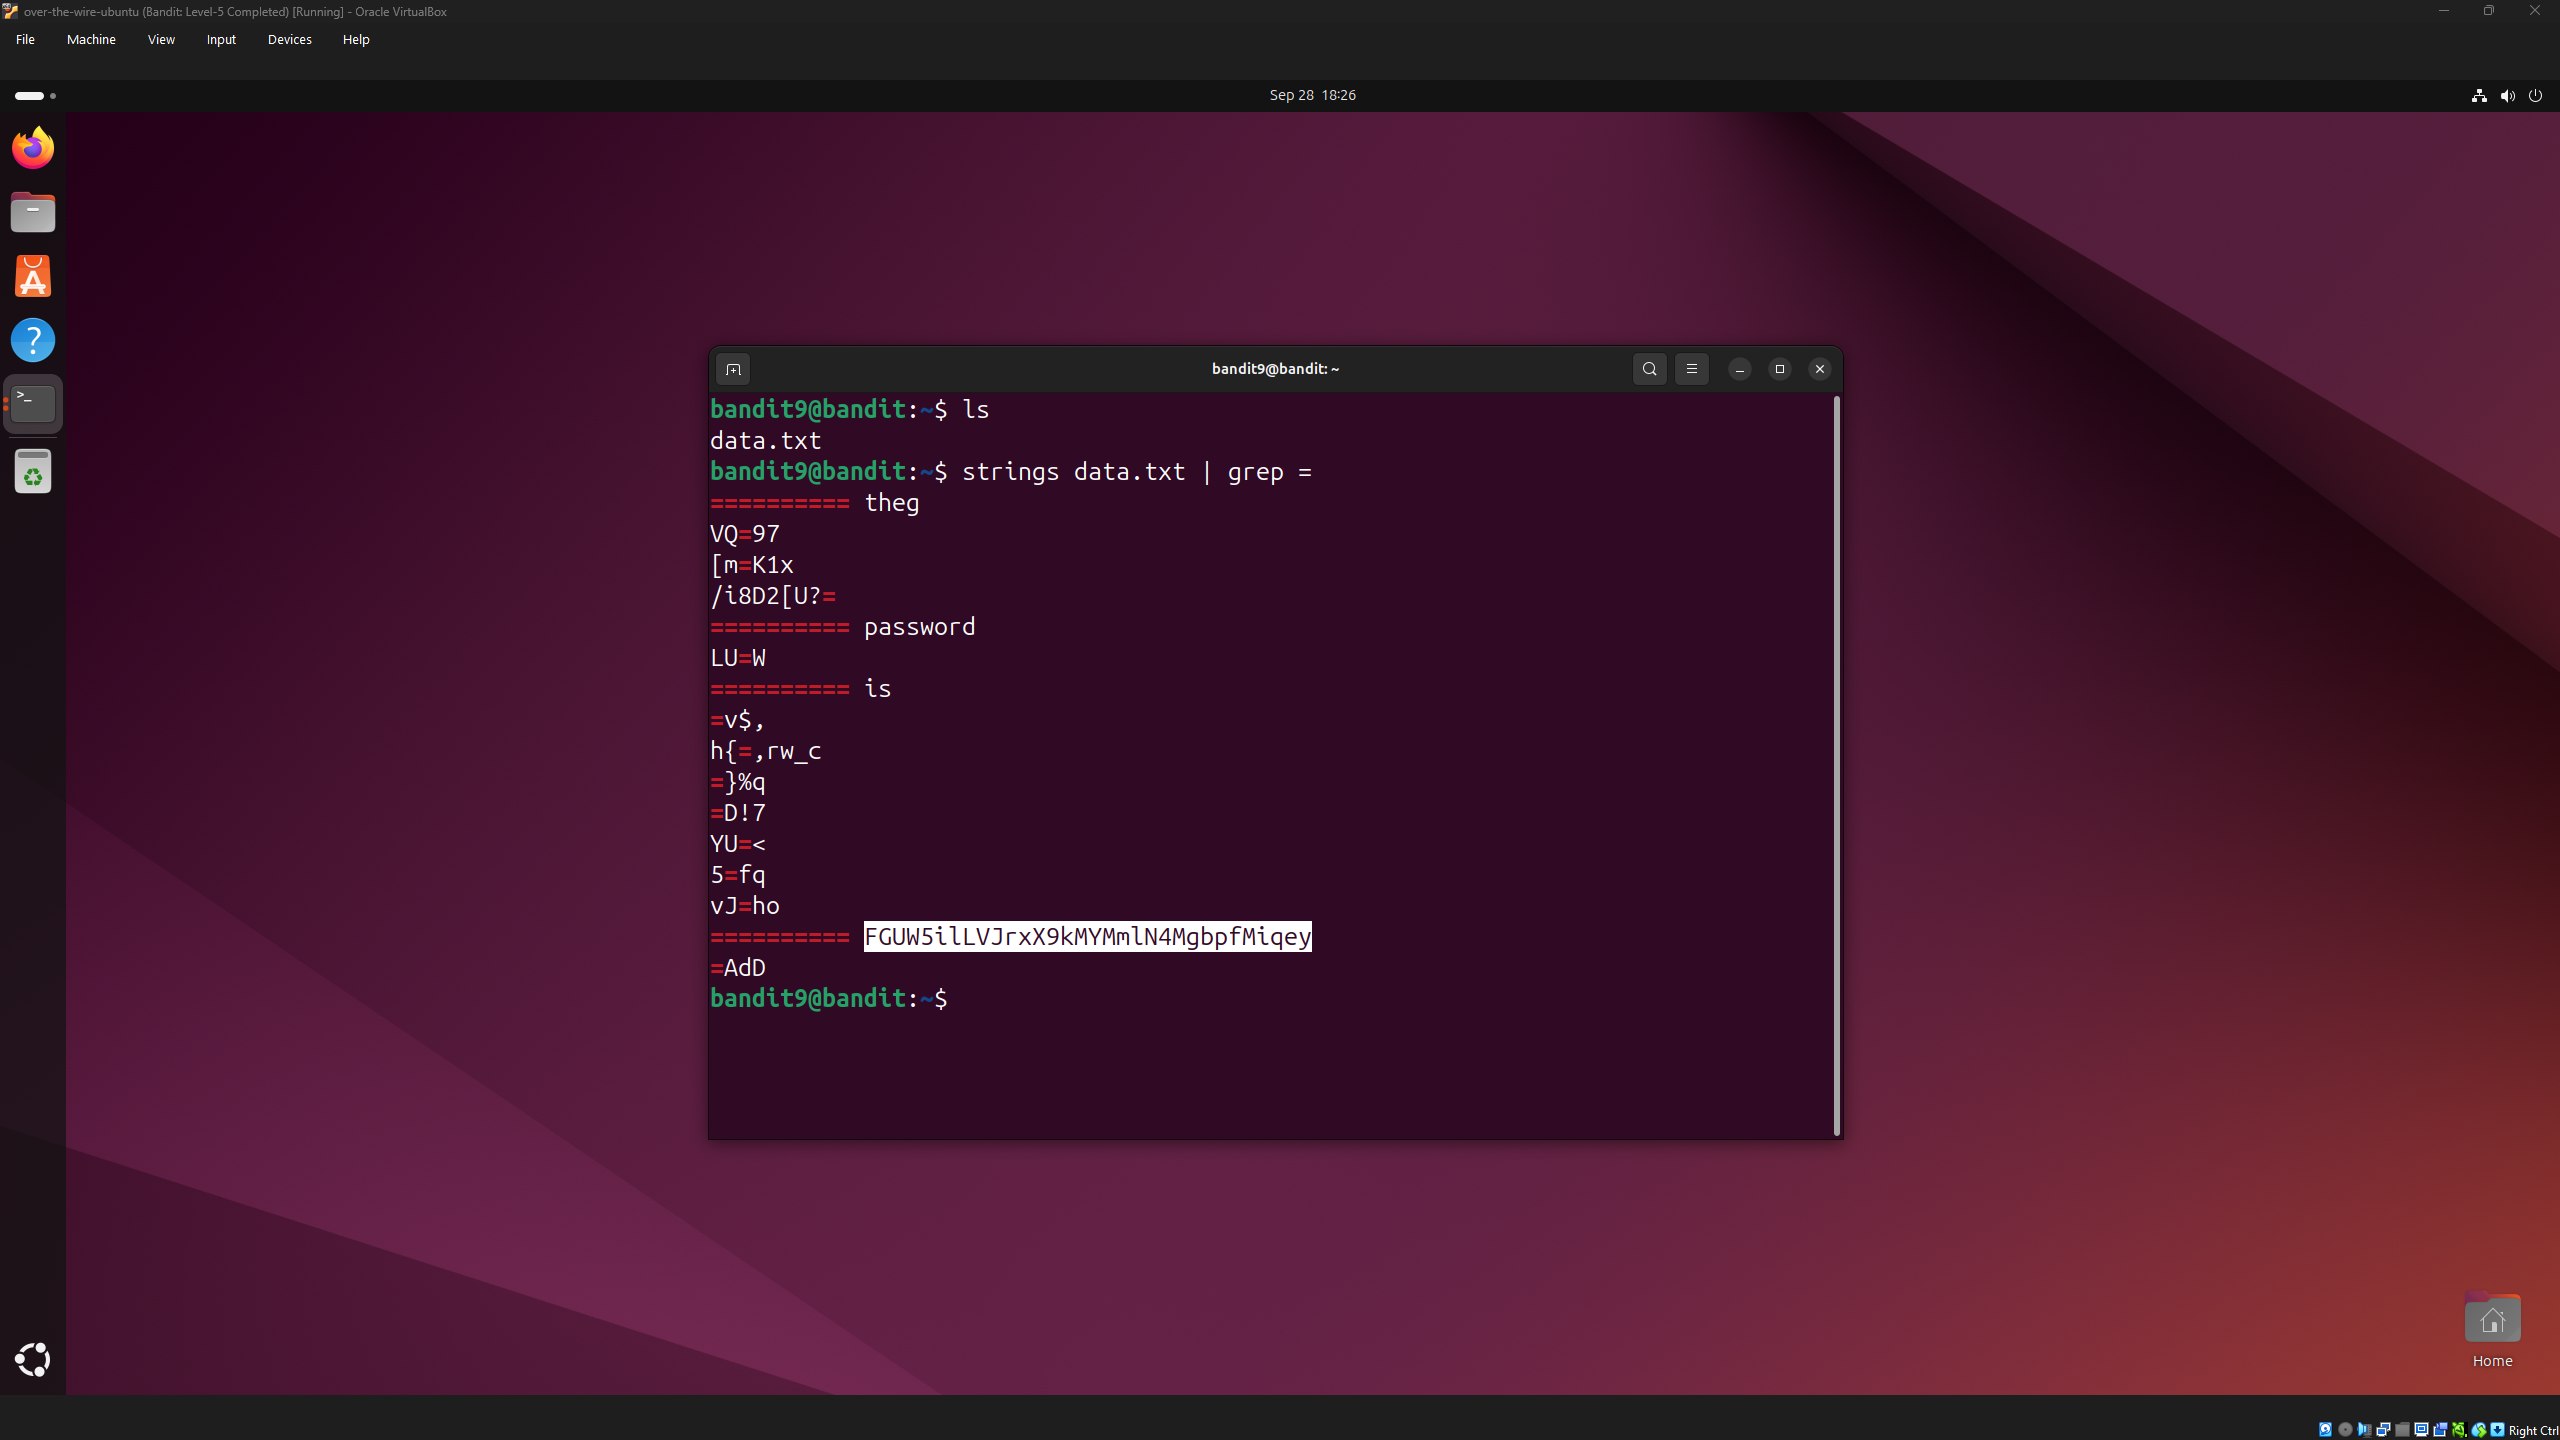 over-the-wire-ubuntu (Bandit: Level-5 Completed) [Running] - Oracle VirtualBox
File Machine View Input Devices Help
Sep 28 18:26
bandit9@bandit: ~
bandit9@bandit:~$ ls
data.txt
bandit9@bandit:~$ strings data.txt | grep =
========== theg
VQ=97
[m=K1x
/i8D2[U?=
========== password
LU=W
========== is
=v$,
h{=,rw_c
=}%q
=D!7
YU=<
5=fq
vJ=ho
========== FGUW5ilLVJrxX9kMYMmlN4MgbpfMiqey
=AdD
bandit9@bandit:~$
Home
Right Ctrl